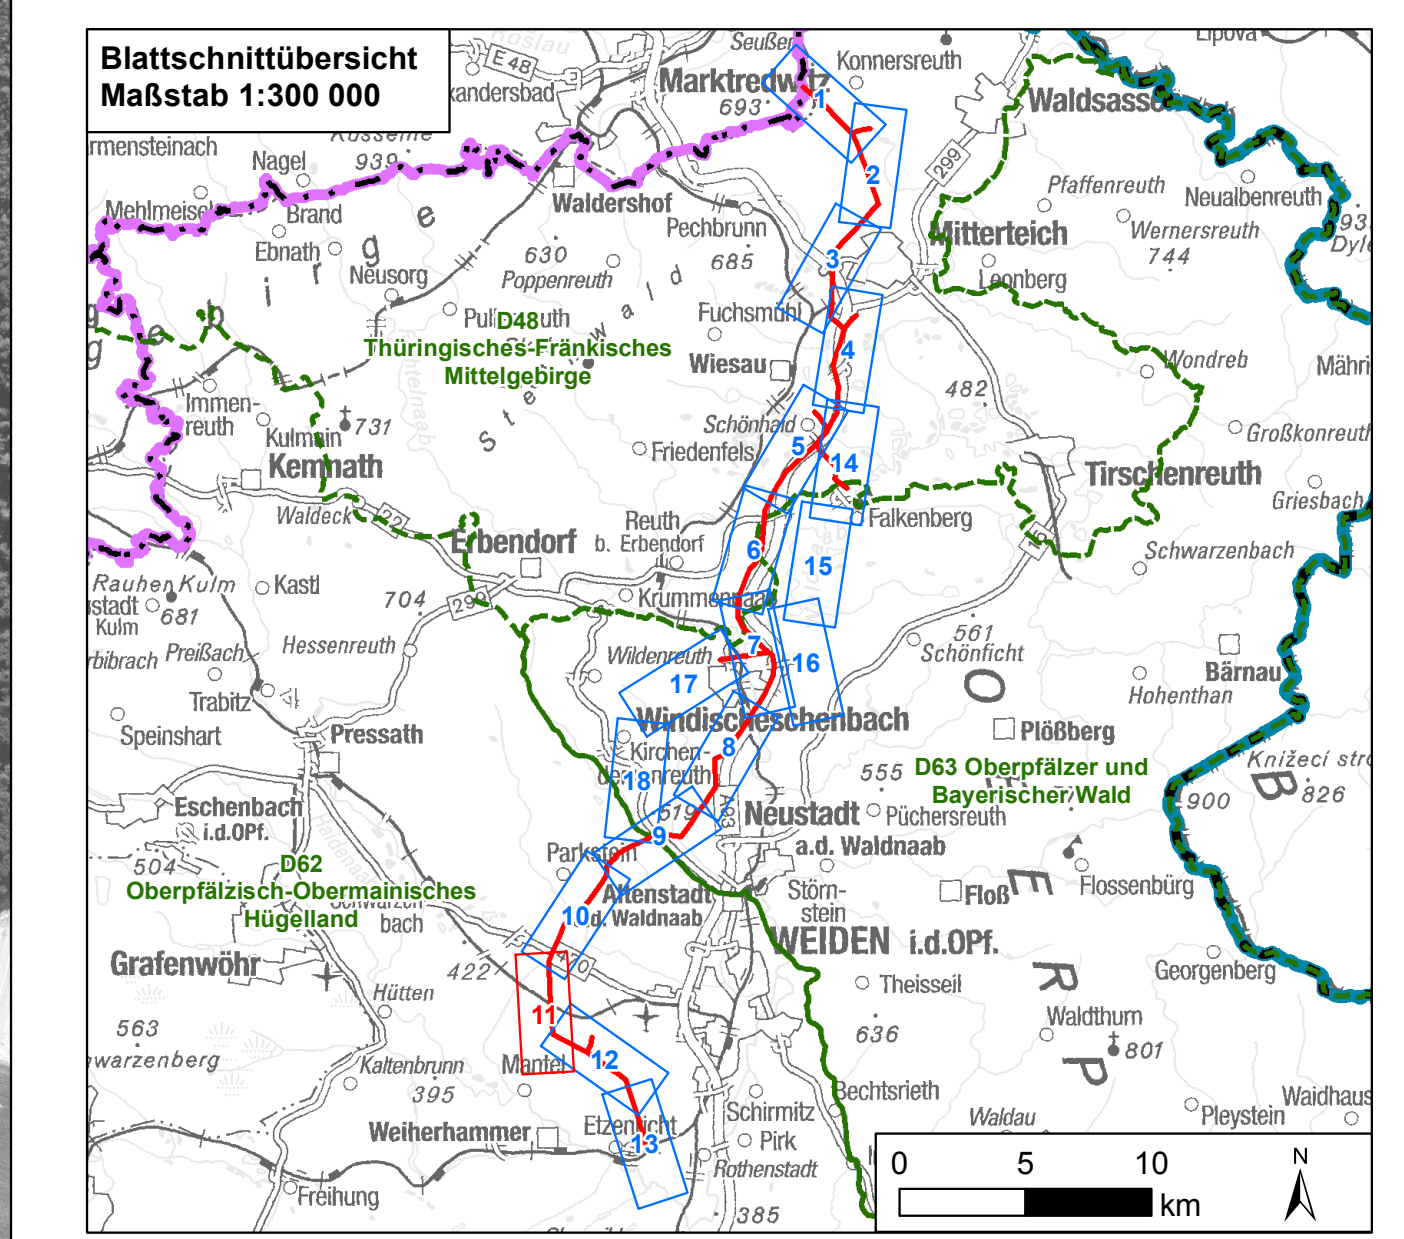 Blattschnittübersicht
Maßstab 1:300 000
E 48
Seußen
Konnersreuth
Lipová
Marktredwitz
693
Waldsassen
1
299
2
Nagel
939
Pfaffenreuth
Neualbenreuth
Mehlmeisel
Brand
Waldershof
Pechbrunn
Mitterteich
Wernersreuth
744
Ebnath
630
Poppenreuth
685
3
Leonberg
Neusorg
Fuchsmühl
D48
Thüringisches-Fränkisches
Mittelgebirge
Wiesau
4
Wondreb
482
Immen-
reuth
Kulmain
731
Schönhaid
Friedenfels
5
14
Großkonreuth
Kemnath
Tirschenreuth
Griesbach
Waldeck
22
Reuth
b. Erbendorf
Falkenberg
Erbendorf
6
15
Schwarzenbach
Rauher Kulm
681
Kulm
Kastl
704
299
Krummennaab
Hessenreuth
561
Schönficht
Preißach
Wildenreuth
7
16
Bärnau
Trabitz
17
Hohenthan
Speinshart
Pressath
Windischeschenbach
Plößberg
Kirchen-
8
18
555
D63 Oberpfälzer und
Bayerischer Wald
Knížecí
826
900
Eschenbach
i.d.OPf.
519
Neustadt
a.d. Waldnaab
Püchersreuth
504
Parkstein
9
D62
Oberpfälzisch-Obermainisches
Hügelland
Altenstadt
a.d. Waldnaab
Störn-
stein
Floß
Flossenbürg
bach
10
WEIDEN i.d.OPf.
Grafenwöhr
422
470
Theisseil
Georgenberg
Hütten
11
563
636
Waldthurn
801
Kaltenbrunn
395
Mantel
12
Bechtsrieth
Waldau
Pleystein
Waidhaus
Etzenricht
Schirmitz
Weiherhammer
13
Pirk
Rothenstadt
Freihung
385
O B E R P
0 5 10
km
N